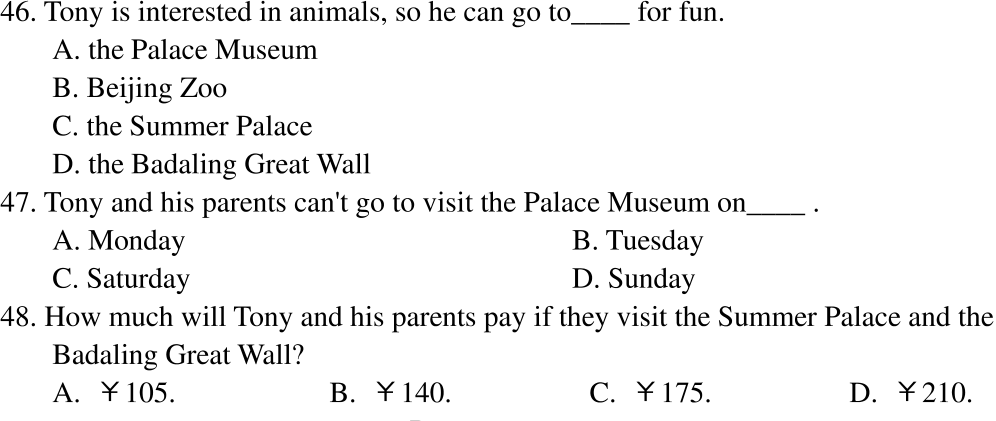 46. Tony is interested in animals, so he can go to____ for fun.
A. the Palace Museum
B. Beijing Zoo
C. the Summer Palace
D. the Badaling Great Wall
47. Tony and his parents can't go to visit the Palace Museum on____ .
A. Monday B. Tuesday
C. Saturday D. Sunday
48. How much will Tony and his parents pay if they visit the Summer Palace and the
Badaling Great Wall?
A. ¥105. B. ¥140. C. ¥175. D. ¥210.